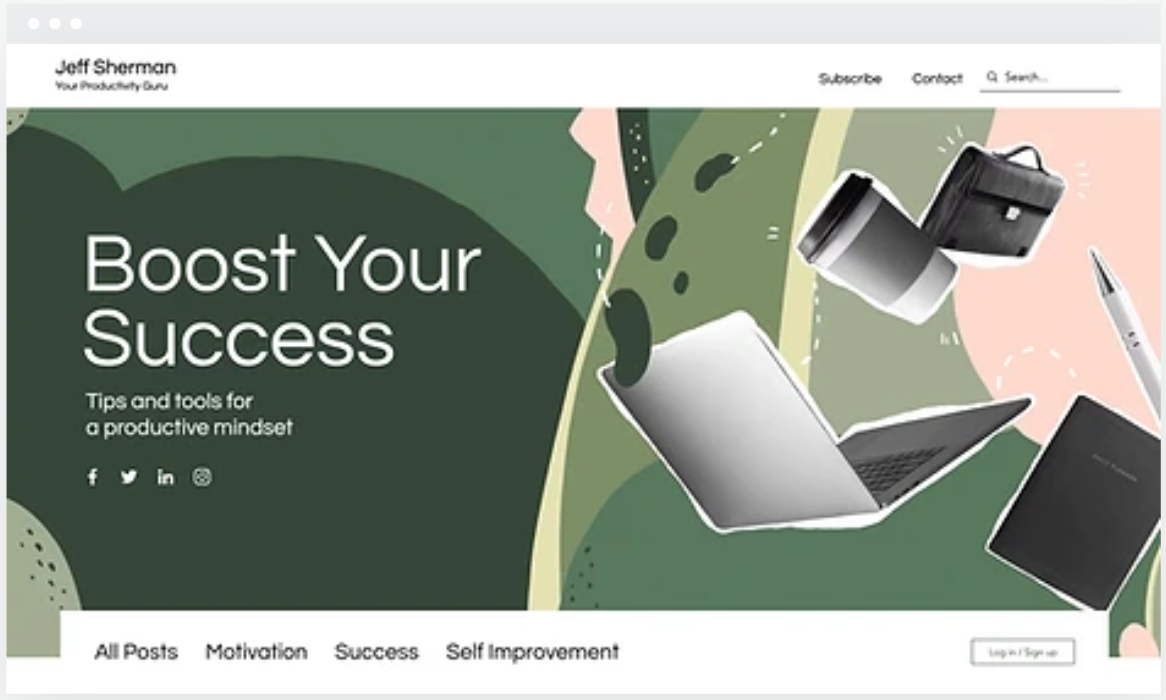 Jeff Sherman
Your Productivity Guru
Subscribe
Contact
Search...
Boost Your
Success
Tips and tools for
a productive mindset
All Posts
Motivation
Success
Self Improvement
Log in / Sign up